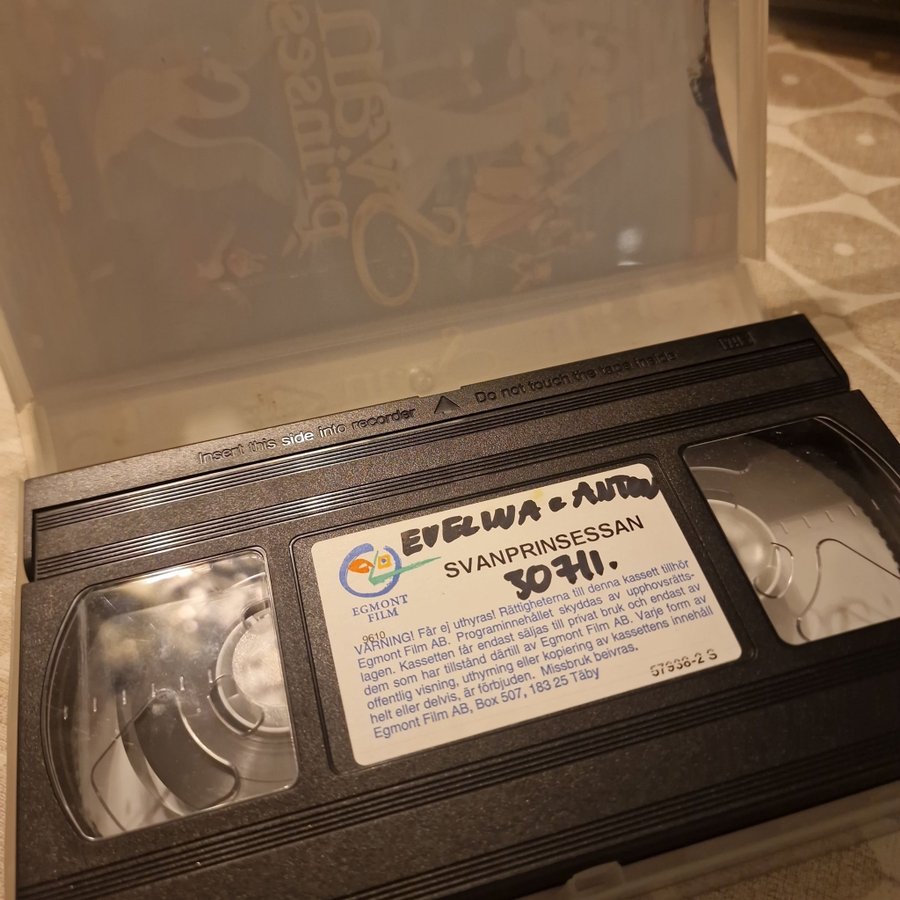 Insert this side into recorder
Do not touch the tape inside
EVELINA & ANTON
SVANPRINSESSAN
30711.
EGMONT
FILM
9610
VARNING! Får ej uthyras! Rättigheterna till denna kassett tillhör
Egmont Film AB. Programinnehållet skyddas av upphovsrätts-
lagen. Kassetten får endast säljas till privat bruk och endast av
dem som har tillstånd därtill av Egmont Film AB. Varje form av
offentlig visning, uthyrning eller kopiering av kassettens innehåll
helt eller delvis, är förbjuden. Missbruk beivras.
Egmont Film AB, Box 507, 183 25 Täby
57938-2 S